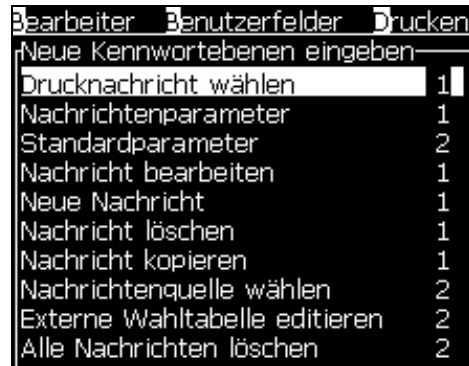 Bearbeiter Benutzerfelder Drucken
Neue Kennwortebenen eingeben
Drucknachricht wählen 1
Nachrichtenparameter 1
Standardparameter 2
Nachricht bearbeiten 1
Neue Nachricht 1
Nachricht löschen 1
Nachricht kopieren 1
Nachrichtenquelle wählen 2
Externe Wahltabelle editieren 2
Alle Nachrichten löschen 2